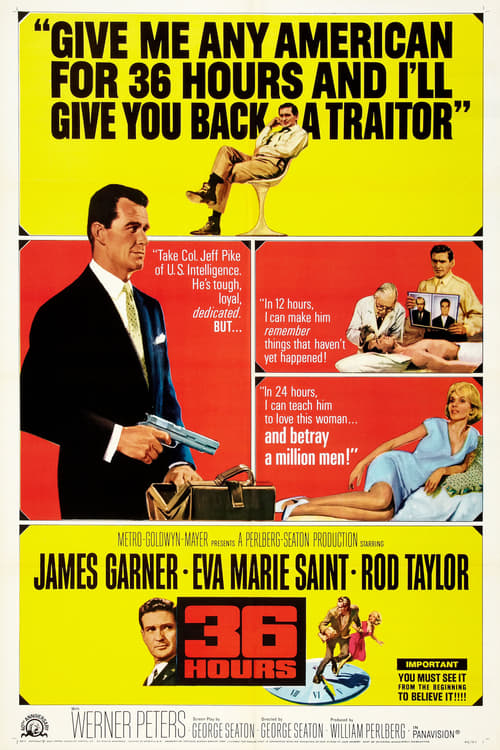 “GIVE ME ANY AMERICAN
FOR 36 HOURS AND I’LL
GIVE YOU BACK A TRAITOR”
“Take Col. Jeff Pike
of U.S. Intelligence.
He’s tough,
loyal,
dedicated.
BUT...
“In 12 hours,
I can make him
remember
things that haven’t
yet happened!
“In 24 hours,
I can teach him
to love this woman...
and betray
a million men!”
METRO-GOLDWYN-MAYER PRESENTS A PERLBERG-SEATON PRODUCTION STARRING
JAMES GARNER · EVA MARIE SAINT · ROD TAYLOR
36
HOURS
VI
IMPORTANT
YOU MUST SEE IT
FROM THE BEGINNING
TO BELIEVE IT!!!!
With
WERNER PETERS
Screen Play by
GEORGE SEATON
Directed by
GEORGE SEATON
Produced by
WILLIAM PERLBERG
in PANAVISION®